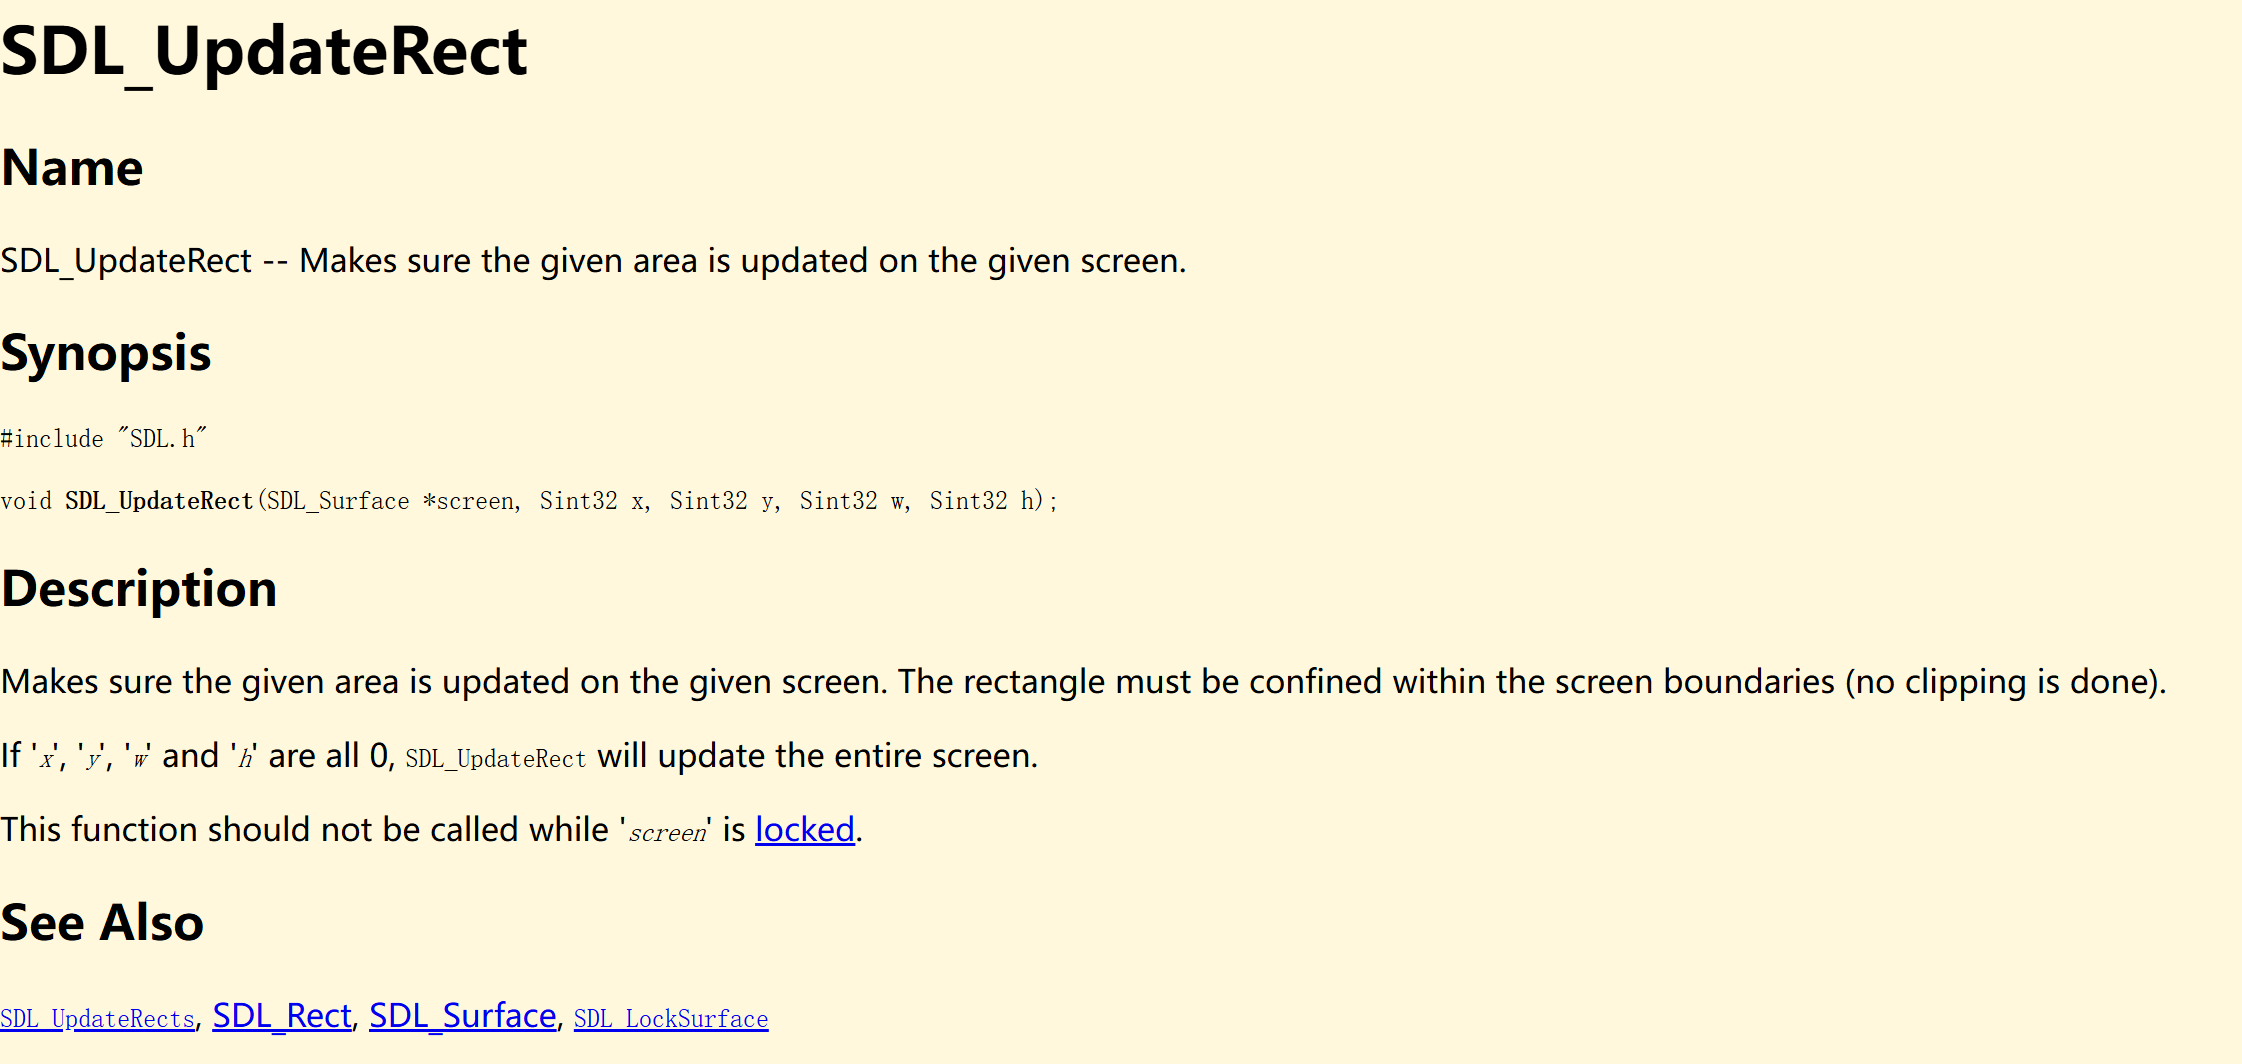 SDL_UpdateRect
Name
SDL_UpdateRect -- Makes sure the given area is updated on the given screen.
Synopsis
#include "SDL.h"
void SDL_UpdateRect(SDL_Surface *screen, Sint32 x, Sint32 y, Sint32 w, Sint32 h);
Description
Makes sure the given area is updated on the given screen. The rectangle must be confined within the screen boundaries (no clipping is done).
If 'x', 'y', 'w' and 'h' are all 0, SDL_UpdateRect will update the entire screen.
This function should not be called while 'screen' is locked.
See Also
SDL_UpdateRects, SDL_Rect, SDL_Surface, SDL_LockSurface